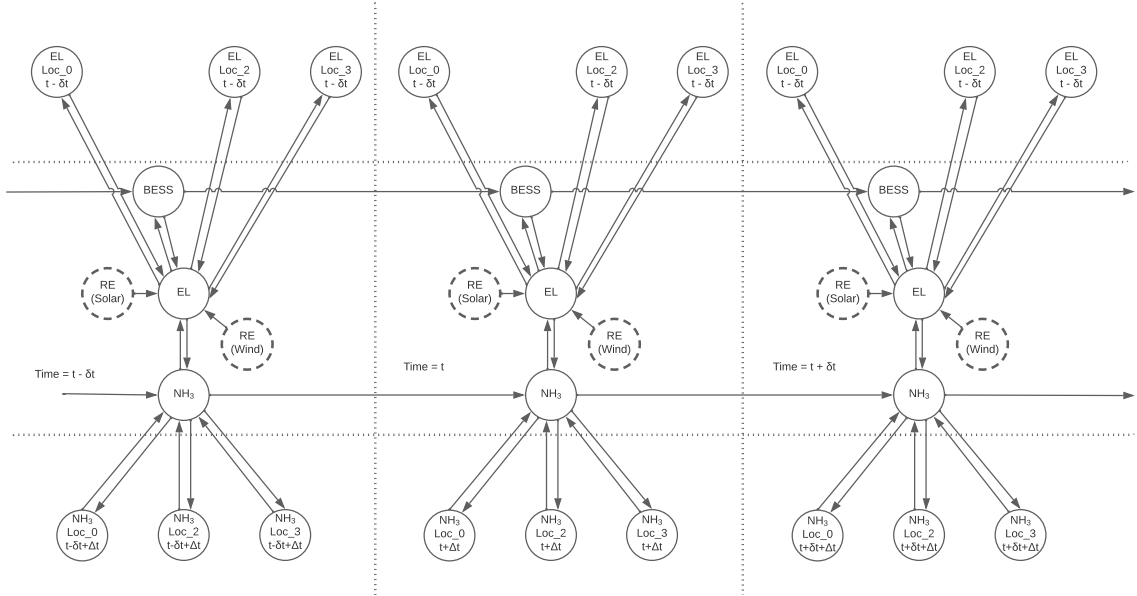 EL
Loc_0
t - δt
EL
Loc_2
t - δt
EL
Loc_3
t - δt
EL
Loc_0
t - δt
EL
Loc_2
t - δt
EL
Loc_3
t - δt
EL
Loc_0
t - δt
EL
Loc_2
t - δt
EL
Loc_3
t - δt
BESS
BESS
BESS
RE
(Solar)
EL
RE
(Wind)
RE
(Solar)
EL
RE
(Wind)
RE
(Solar)
EL
RE
(Wind)
Time = t - δt
Time = t
Time = t + δt
NH₃
NH₃
NH₃
NH₃
Loc_0
t-δt+Δt
NH₃
Loc_2
t-δt+Δt
NH₃
Loc_3
t-δt+Δt
NH₃
Loc_0
t+Δt
NH₃
Loc_2
t+Δt
NH₃
Loc_3
t+Δt
NH₃
Loc_0
t+δt+Δt
NH₃
Loc_2
t+δt+Δt
NH₃
Loc_3
t+δt+Δt